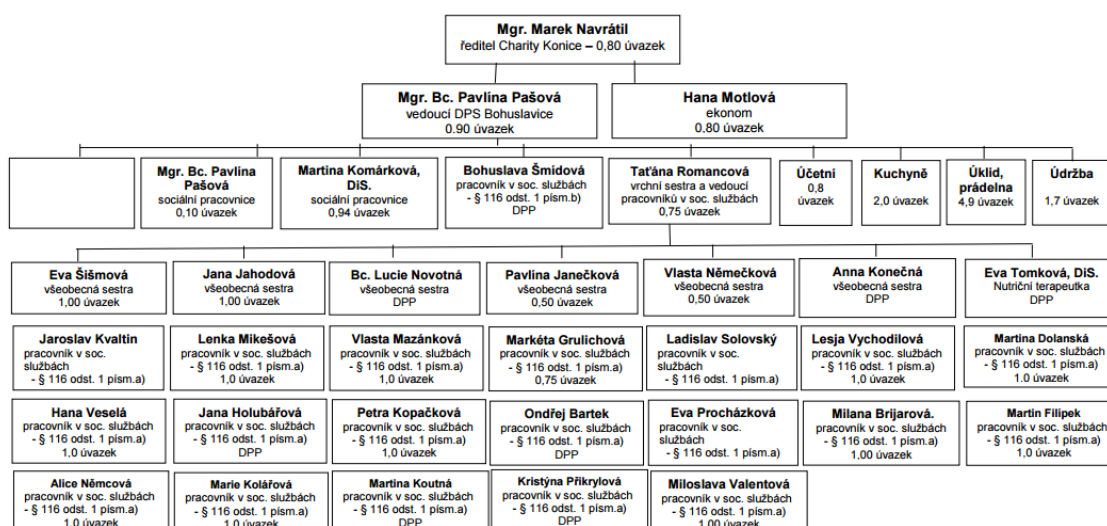 Mgr. Marek Navrátil
ředitel Charity Konice – 0,80 úvazek
Mgr. Bc. Pavlína Pašová
vedoucí DPS Bohuslavice
0.90 úvazek
Hana Motlová
ekonom
0.80 úvazek
Mgr. Bc. Pavlina
Pašová
sociální pracovnice
0,10 úvazek
Martina Komárková,
DiS.
sociální pracovnice
0,94 úvazek
Bohuslava Šmídová
pracovník v soc. službách
- § 116 odst. 1 písm.b)
DPP
Taťána Romancová
vrchní sestra a vedoucí
pracovníků v soc. službách
0,75 úvazek
Účetní
0,8
úvazek
Kuchyně
2,0 úvazek
Úklid,
prádelna
4,9 úvazek
Údržba
1,7 úvazek
Eva Šišmová
všeobecná sestra
1,00 úvazek
Jana Jahodová
všeobecná sestra
1,00 úvazek
Bc. Lucie Novotná
všeobecná sestra
DPP
Pavlína Janečková
všeobecná sestra
0,50 úvazek
Vlasta Němečková
všeobecná sestra
0,50 úvazek
Anna Konečná
všeobecná sestra
DPP
Eva Tomková, DiS.
Nutriční terapeutka
DPP
Jaroslav Kvaltin
pracovník v soc.
službách
- § 116 odst. 1 písm.a)
Lenka Mikešová
pracovník v soc. službách
- § 116 odst. 1 písm.a)
1,0 úvazek
Vlasta Mazánková
pracovník v soc. službách
- § 116 odst. 1 písm.a)
1,0 úvazek
Markéta Grulichová
pracovník v soc. službách
- § 116 odst. 1 písm.a)
0,75 úvazek
Ladislav Solovský
pracovník v soc.
službách
- § 116 odst. 1 písm.a)
Lesja Vychodilová
pracovník v soc. službách
- § 116 odst. 1 písm.a)
1,0 úvazek
Martina Dolanská
pracovník v soc. službách
- § 116 odst. 1 písm.a)
1.0 úvazek
Hana Veselá
pracovník v soc. službách
- § 116 odst. 1 písm.a)
1,0 úvazek
Jana Holubářová
pracovník v soc. službách
- § 116 odst. 1 písm.a)
DPP
Petra Kopačková
pracovník v soc. službách
- § 116 odst. 1 písm.a)
1,0 úvazek
Ondřej Bartek
pracovník v soc. službách
- § 116 odst. 1 písm.a)
DPP
Eva Procházková
pracovník v soc.
službách
- § 116 odst. 1 písm.a)
Milana Brijarová.
pracovník v soc. službách
- § 116 odst. 1 písm.a)
1.00 úvazek
Martin Filipek
pracovník v soc. službách
- § 116 odst. 1 písm.a)
1,0 úvazek
Alice Němcová
pracovník v soc. službách
- § 116 odst. 1 písm.a)
1,0 úvazek
Marie Kolářová
pracovník v soc. službách
- § 116 odst. 1 písm.a)
1,0 úvazek
Martina Koutná
pracovník v soc. službách
- § 116 odst. 1 písm.a)
DPP
Kristýna Přikrylová
pracovník v soc. službách
- § 116 odst. 1 písm.a)
DPP
Miloslava Valentová
pracovník v soc. službách
- § 116 odst. 1 písm.a)
1.00 úvazek